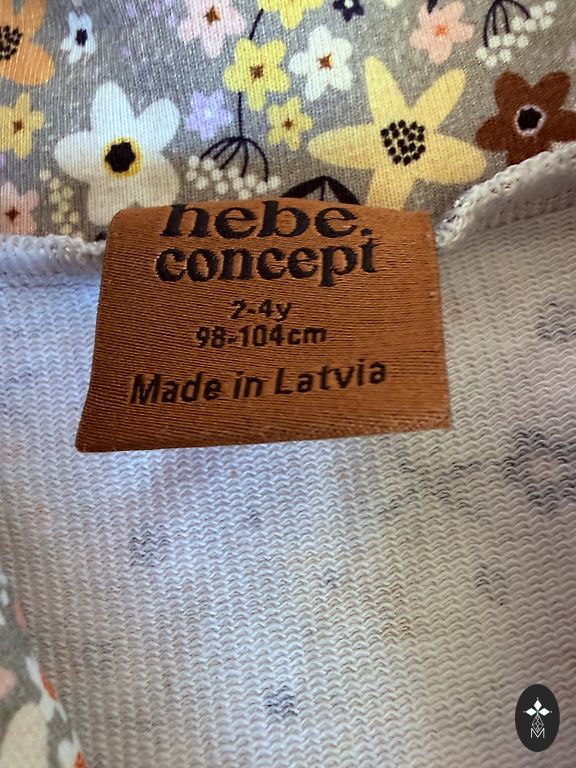 hebe.
concept
2-4y
98-104cm
Made in Latvia
M